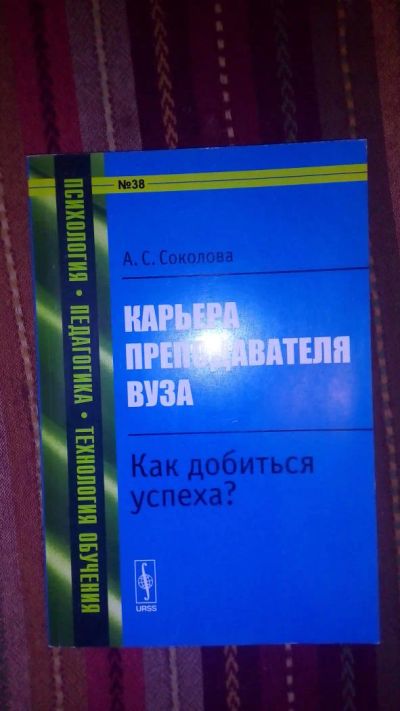 №38
ПСИХОЛОГИЯ • ПЕДАГОГИКА • ТЕХНОЛОГИЯ ОБУЧЕНИЯ
А. С. Соколова
КАРЬЕРА
ПРЕПОДАВАТЕЛЯ
ВУЗА
Как добиться
успеха?
URSS